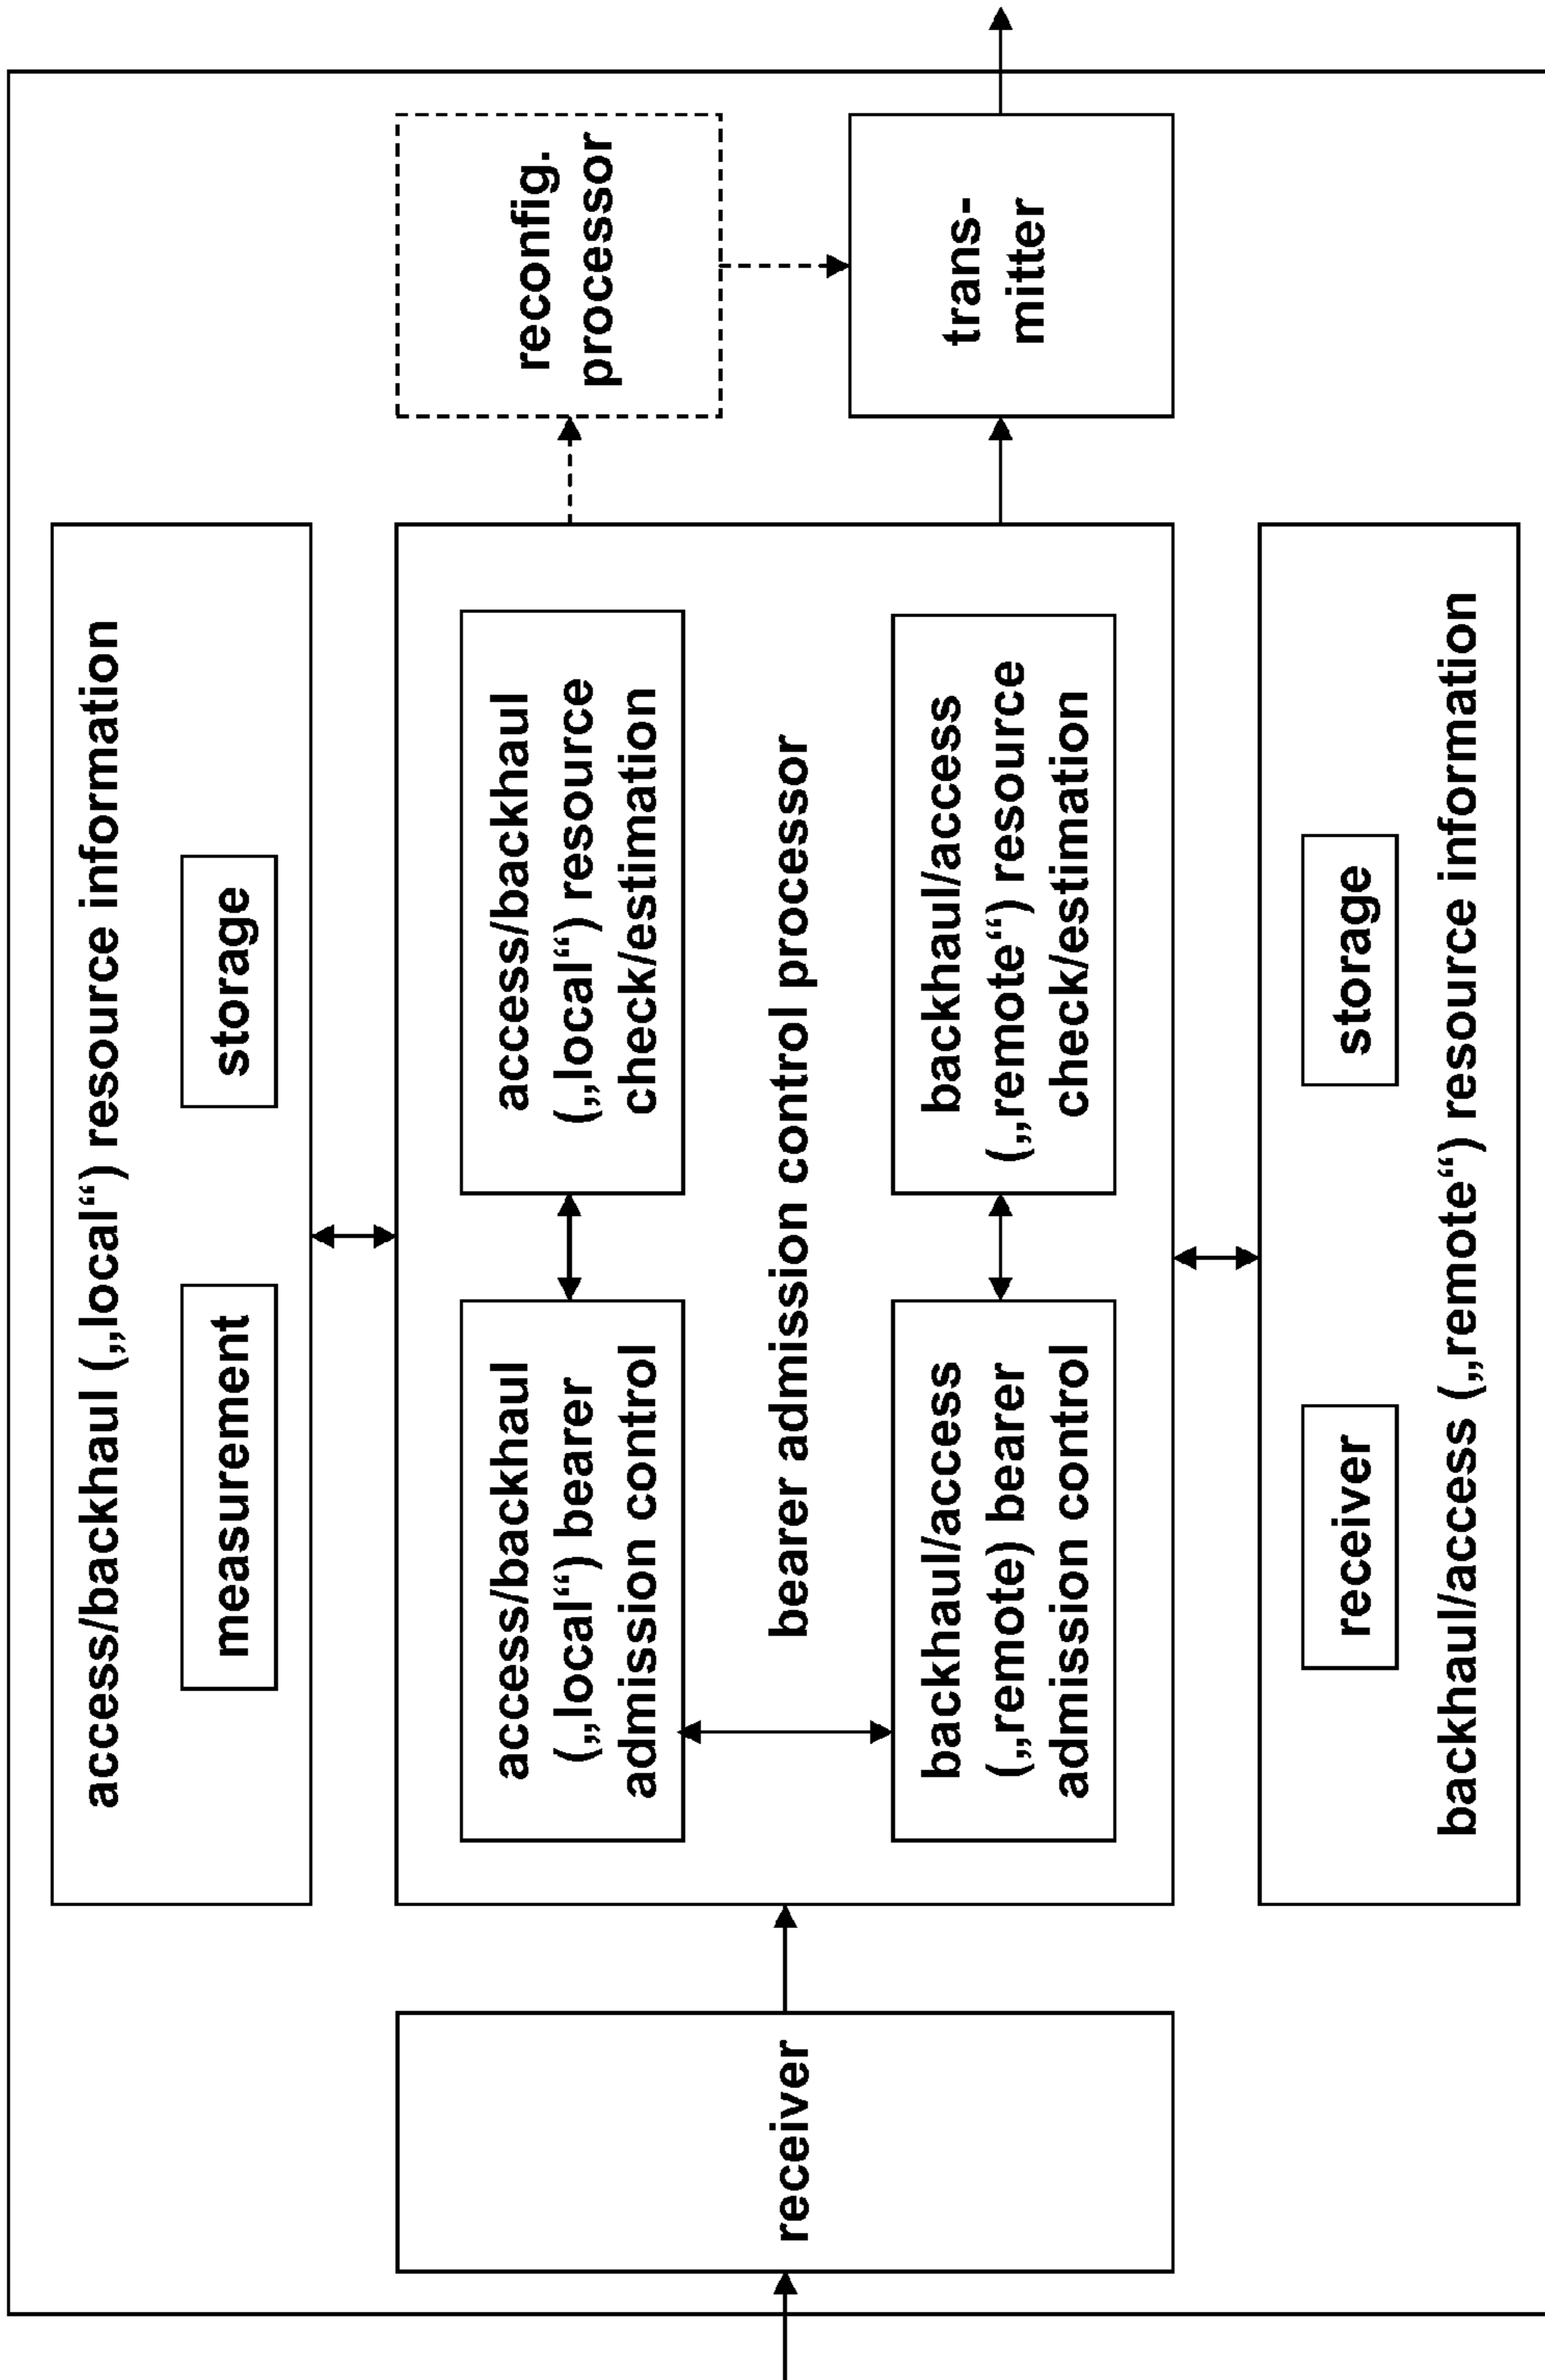 access/backhaul („local“) resource information
measurement
storage
receiver
access/backhaul
(„local“) bearer
admission control
access/backhaul
(„local“) resource
check/estimation
bearer admission control processor
backhaul/access
(„remote) bearer
admission control
backhaul/access
(„remote“) resource
check/estimation
reconfig.
processor
trans-
mitter
receiver
storage
backhaul/access („remote“) resource information